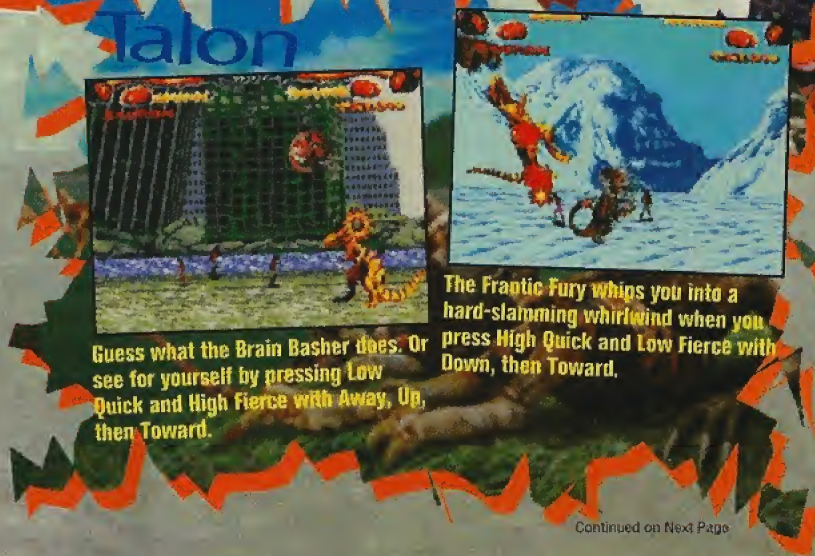 Talon
Guess what the Brain Basher does. Or
see for yourself by pressing Low
Quick and High Fierce with Away, Up,
then Toward.
The Frantic Fury whips you into a
hard-slamming whirlwind when you
press High Quick and Low Fierce with
Down, then Toward.
Continued on Next Page